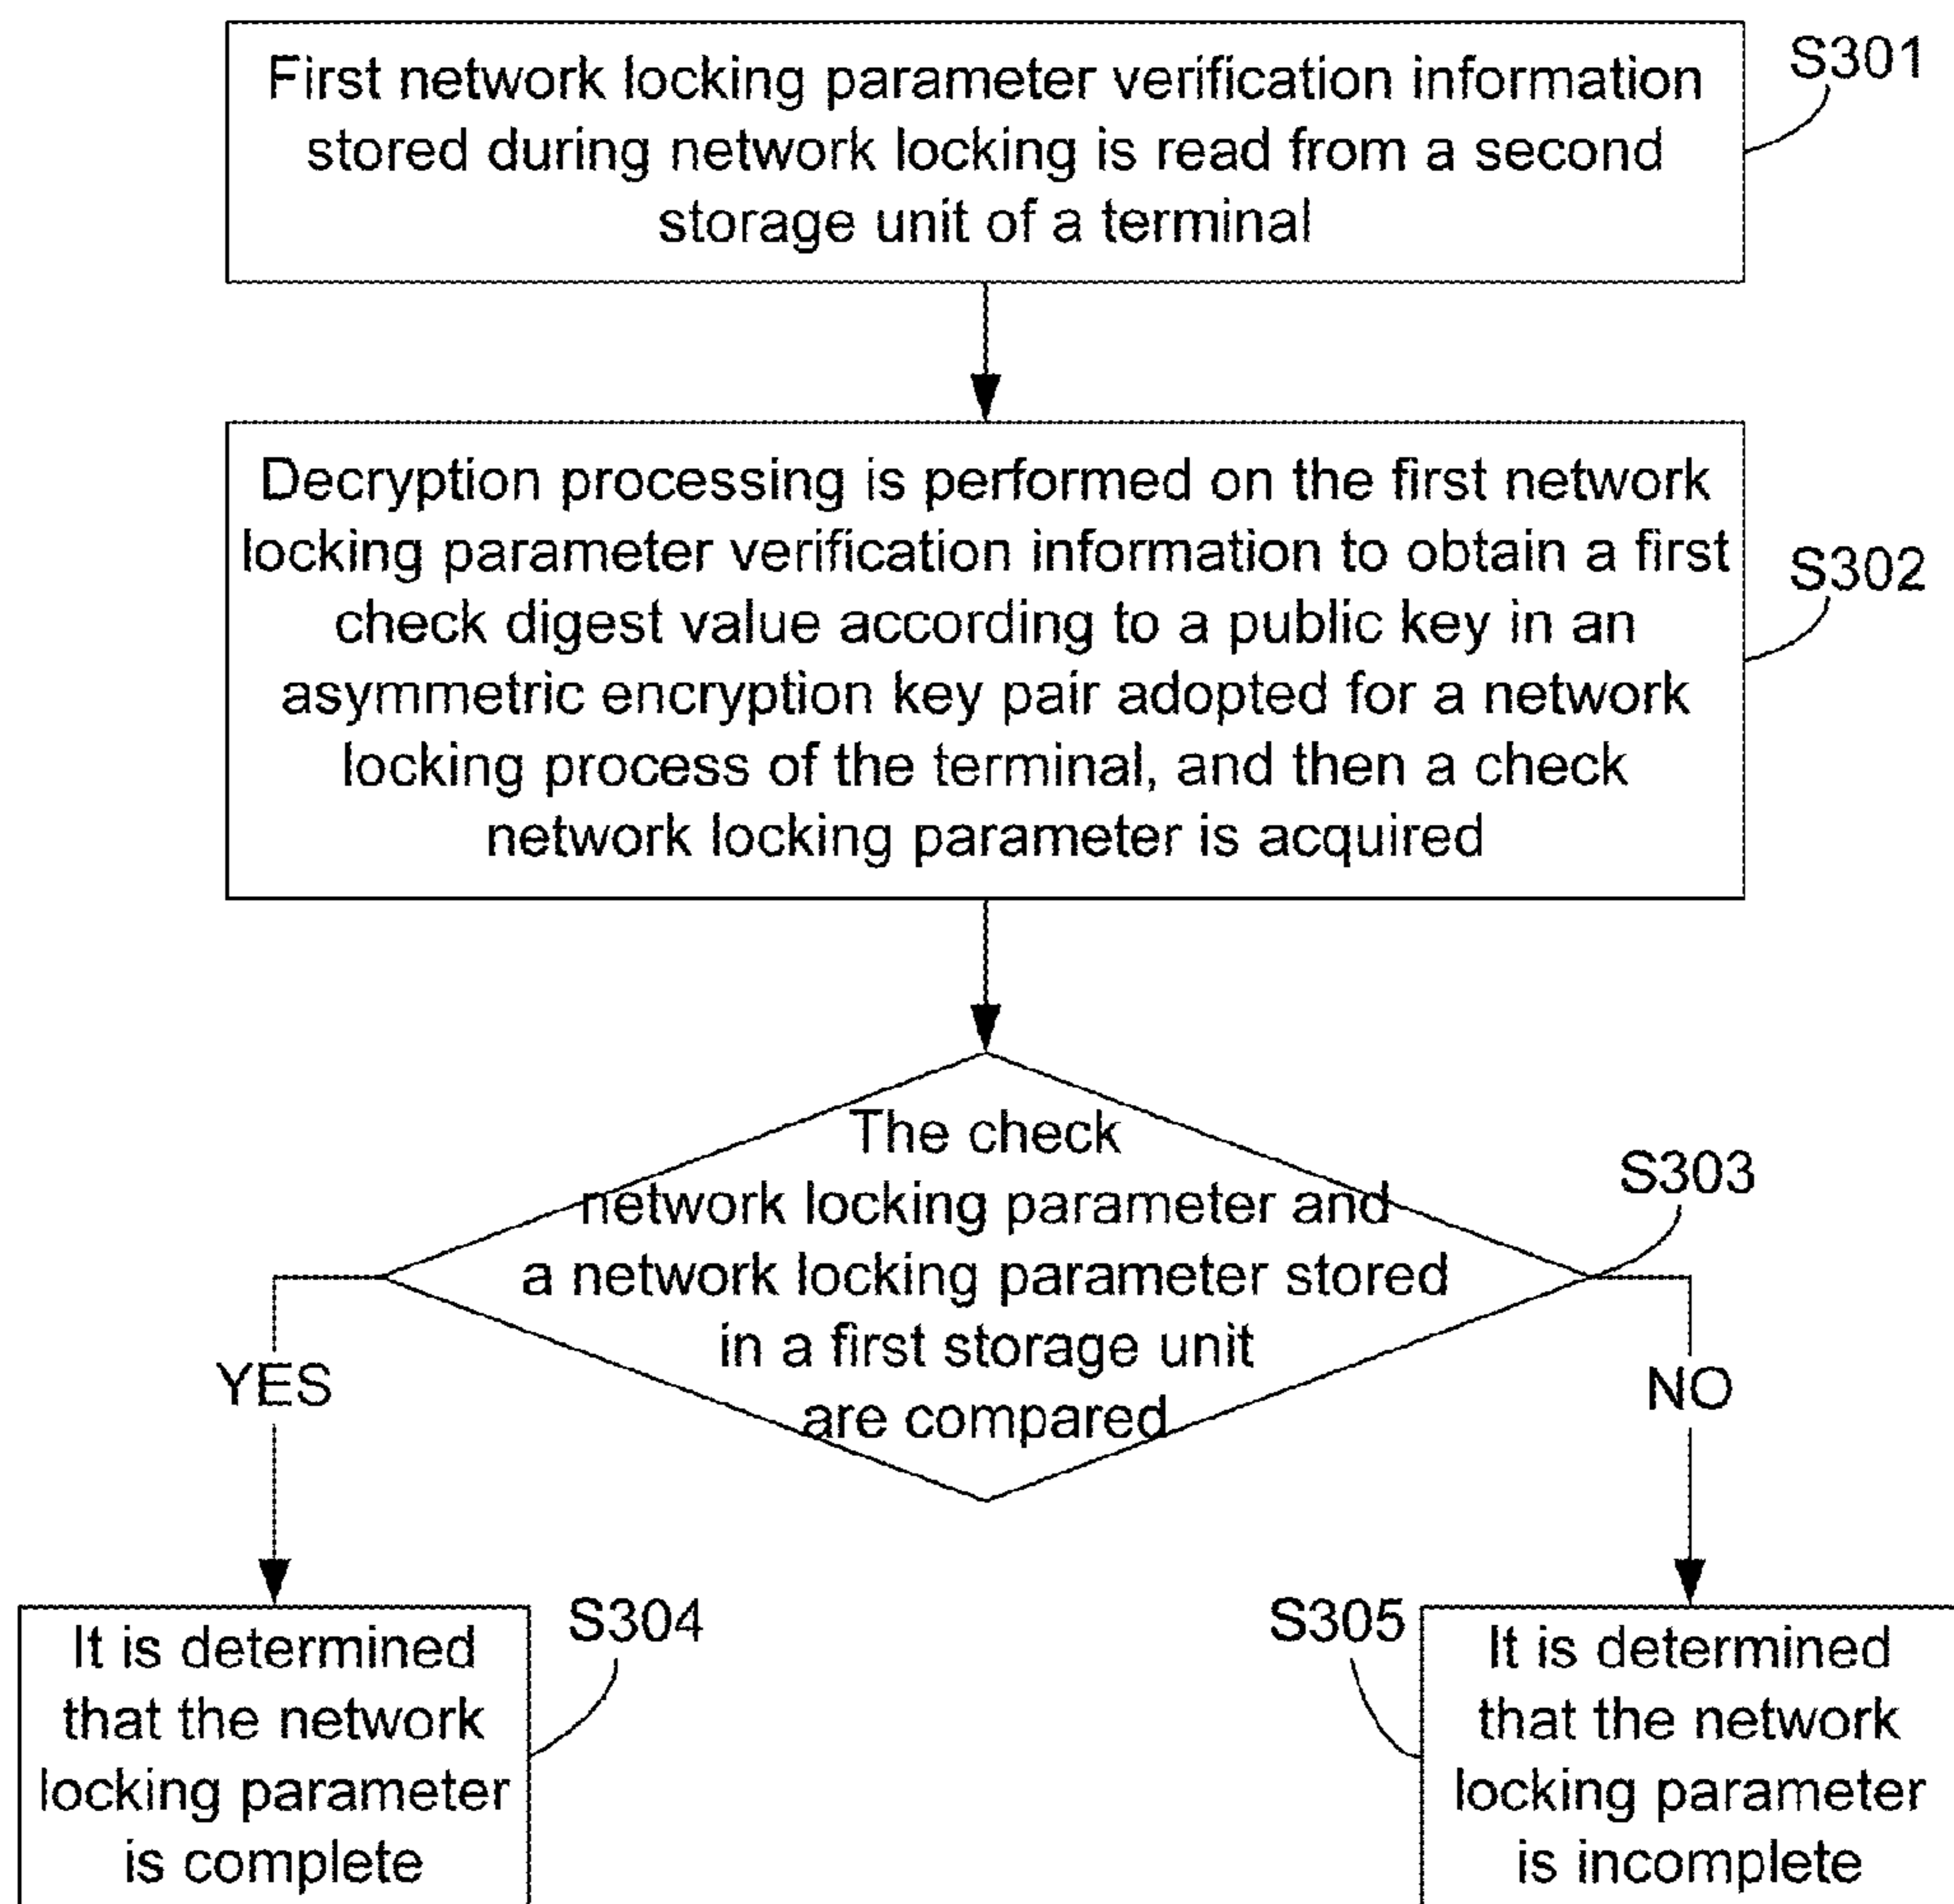 First network locking parameter verification information
stored during network locking is read from a second
storage unit of a terminal
S301
Decryption processing is performed on the first network
locking parameter verification information to obtain a first
check digest value according to a public key in an
asymmetric encryption key pair adopted for a network
locking process of the terminal, and then a check
network locking parameter is acquired
S302
The check
network locking parameter and
a network locking parameter stored
in a first storage unit
are compared
S303
YES
NO
It is determined
that the network
locking parameter
is complete
S304
S305
It is determined
that the network
locking parameter
is incomplete